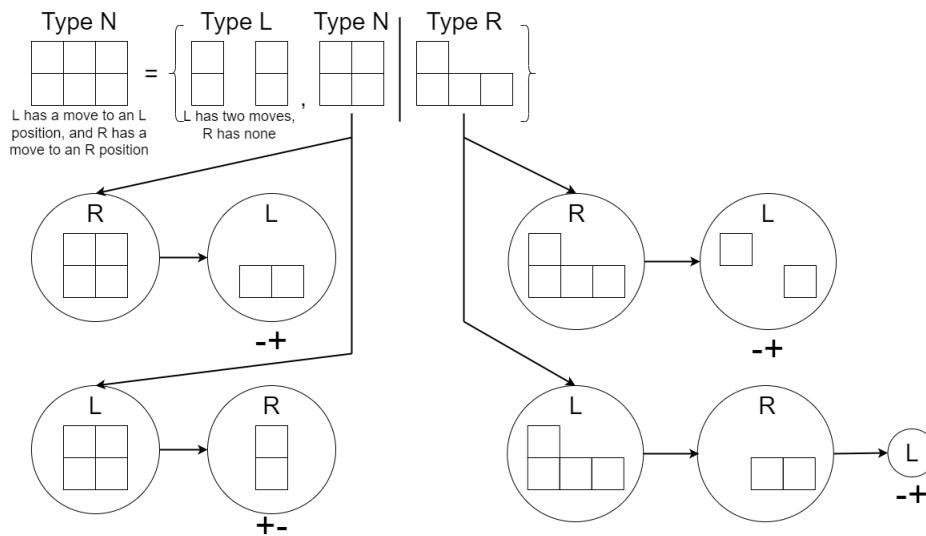 Type N Type L Type N Type R
= ,
L has a move to an L
position, and R has a
move to an R position
L has two moves,
R has none
R L R L
-+ -+
L R L R L
+- -+